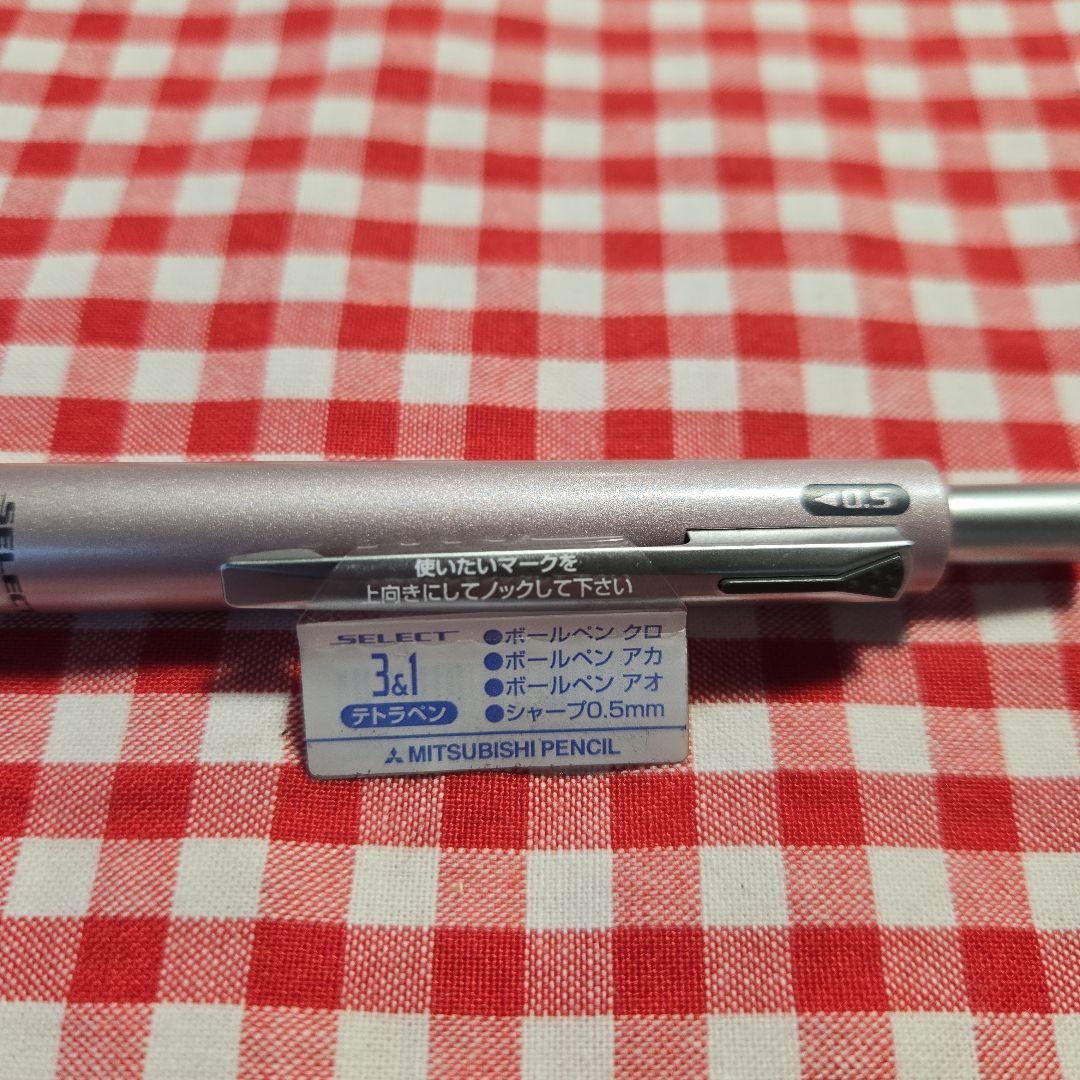 0.5
SELEC
使いたいマークを
上向きにしてノックして下さい
SELECT
3&1
テトラペン
●ボールペン クロ
●ボールペン アカ
●ボールペン アオ
●シャープ0.5mm
MITSUBISHI PENCIL